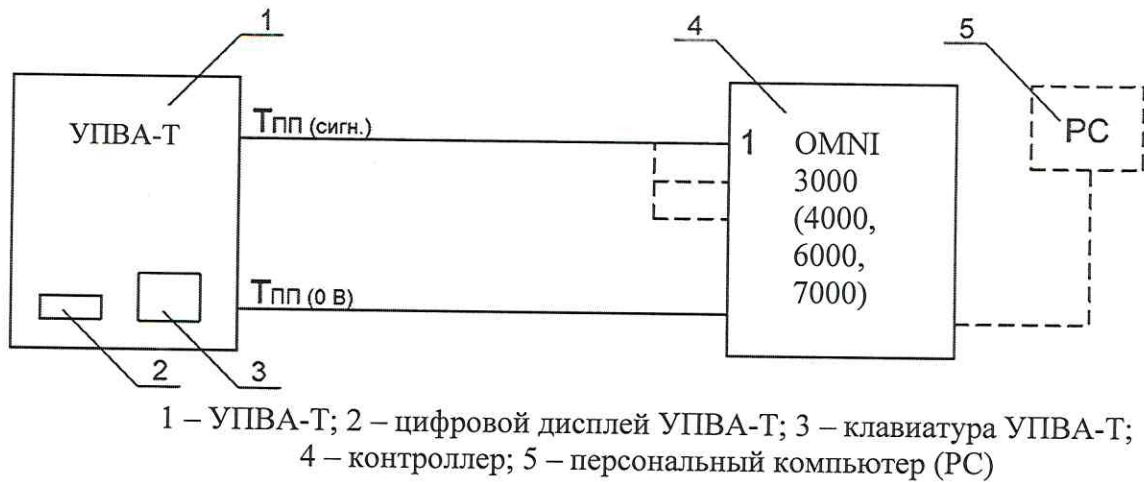 1
4
5
УПВА-Т
ТПП (сигн.)
1 OMNI
3000
(4000,
6000,
7000)
PC
ТПП (0 В)
2
3
1 – УПВА-Т; 2 – цифровой дисплей УПВА-Т; 3 – клавиатура УПВА-Т;
4 – контроллер; 5 – персональный компьютер (PC)